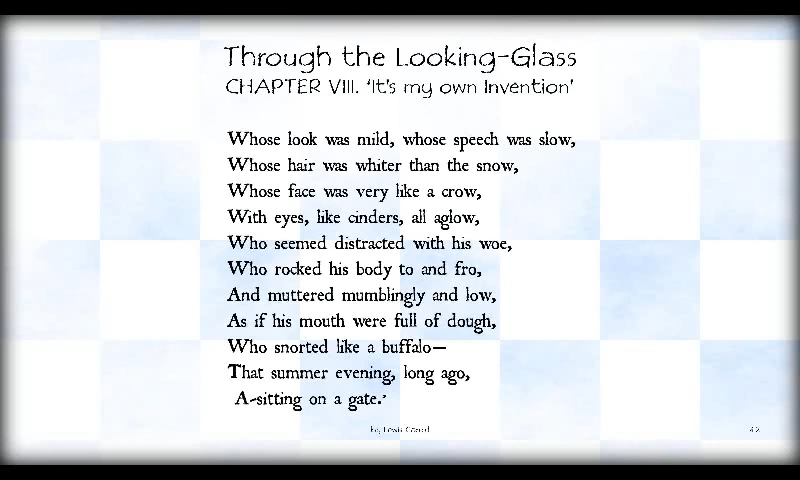 Through the Looking-Glass
CHAPTER VIII. ‘It's my own Invention’
Whose look was mild, whose speech was slow,
Whose hair was whiter than the snow,
Whose face was very like a crow,
With eyes, like cinders, all aglow,
Who seemed distracted with his woe,
Who rocked his body to and fro,
And muttered mumblingly and low,
As if his mouth were full of dough,
Who snorted like a buffalo—
That summer evening, long ago,
A-sitting on a gate.’
by Lewis Carroll
42